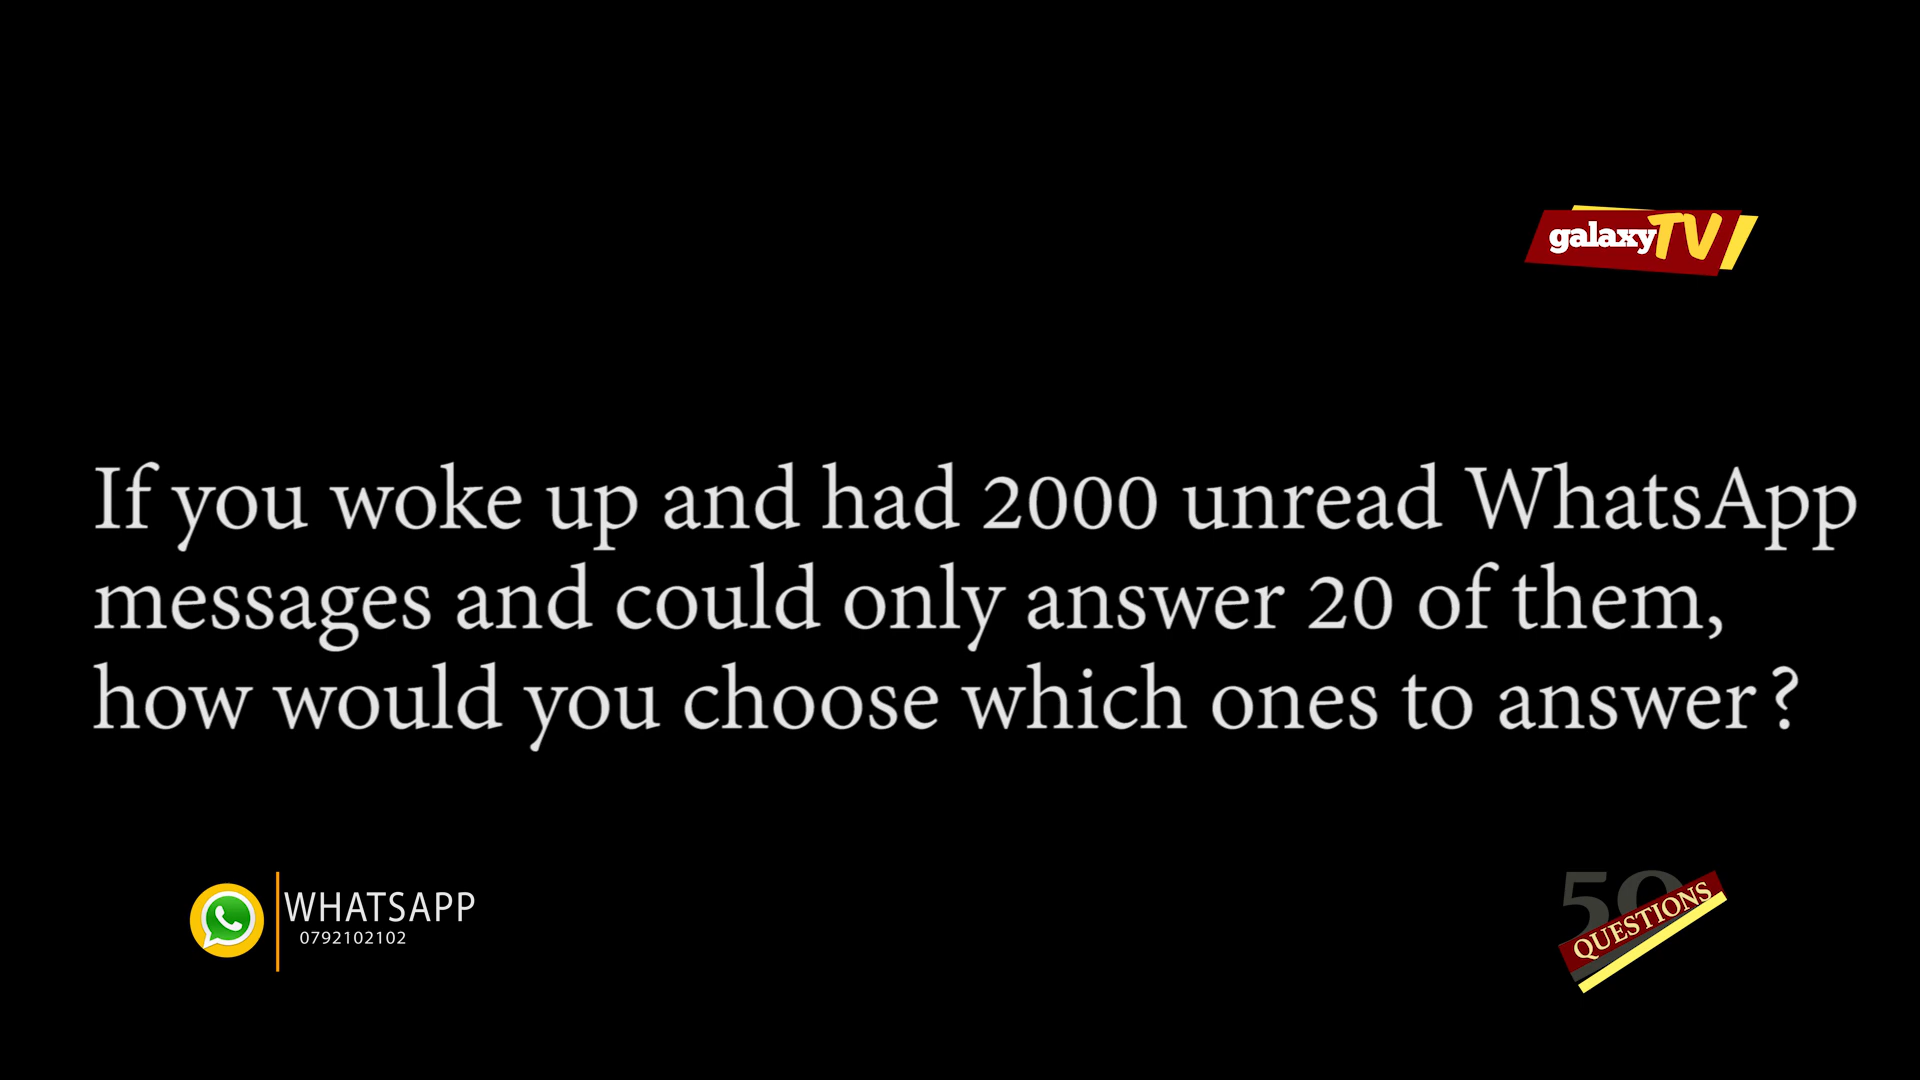 galaxyTV
If you woke up and had 2000 unread WhatsApp
messages and could only answer 20 of them,
how would you choose which ones to answer ?
WHATSAPP
0792102102
50
QUESTIONS